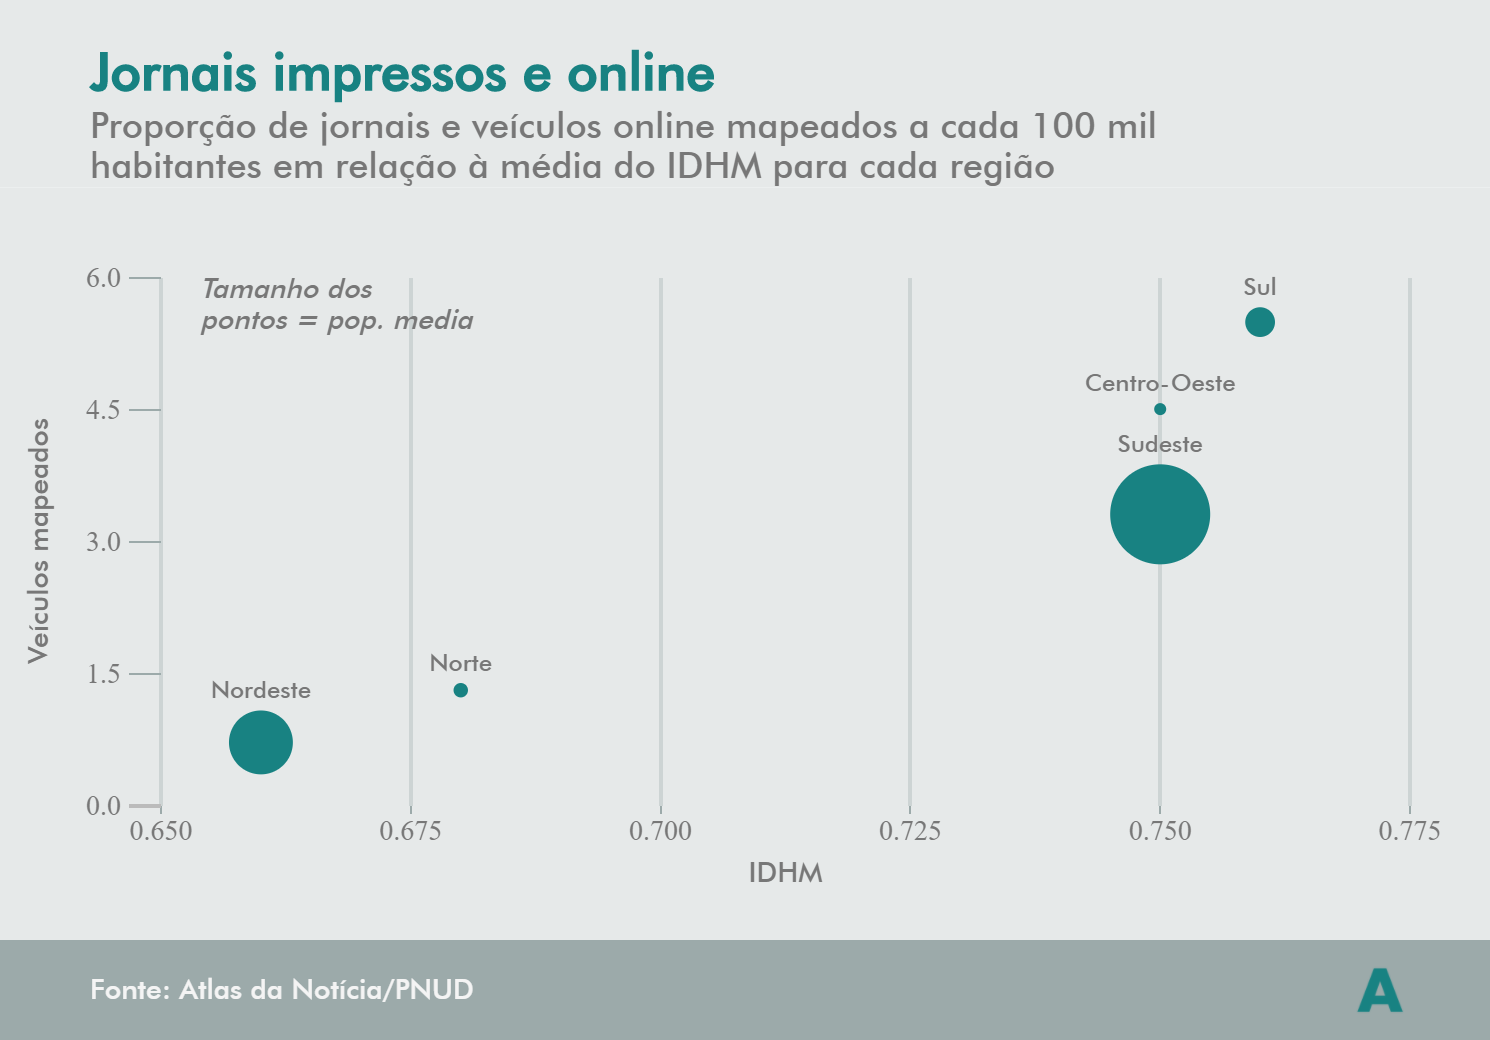 Jornais impressos e online
Proporção de jornais e veículos online mapeados a cada 100 mil
habitantes em relação à média do IDHM para cada região
Tamanho dos
pontos = pop. media
Veículos mapeados
6.0
4.5
3.0
1.5
0.0
Sul
Centro-Oeste
Sudeste
Norte
Nordeste
0.650 0.675 0.700 0.725 0.750 0.775
IDHM
Fonte: Atlas da Notícia/PNUD
A